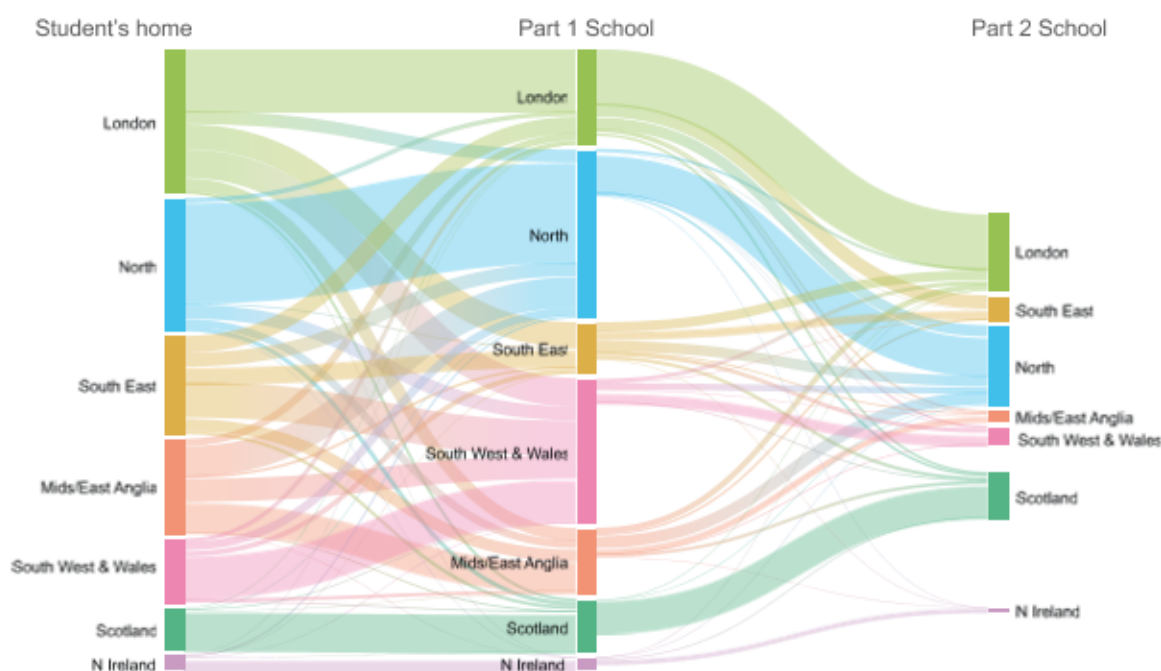 Student's home
Part 1 School
Part 2 School
London
North
South East
Mids/East Anglia
South West & Wales
Scotland
N Ireland
London
North
South East
South West & Wales
Mids/East Anglia
Scotland
N Ireland
London
South East
North
Mids/East Anglia
South West & Wales
Scotland
N Ireland